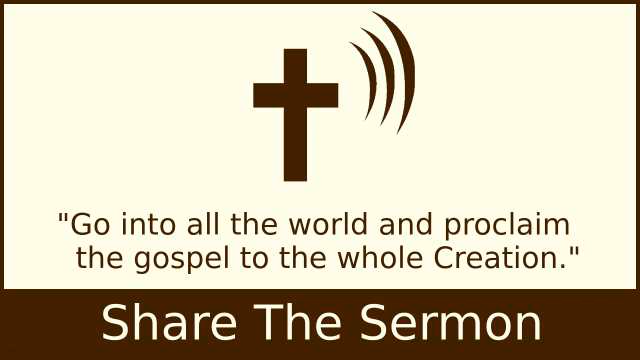 "Go into all the world and proclaim
the gospel to the whole Creation."
Share The Sermon